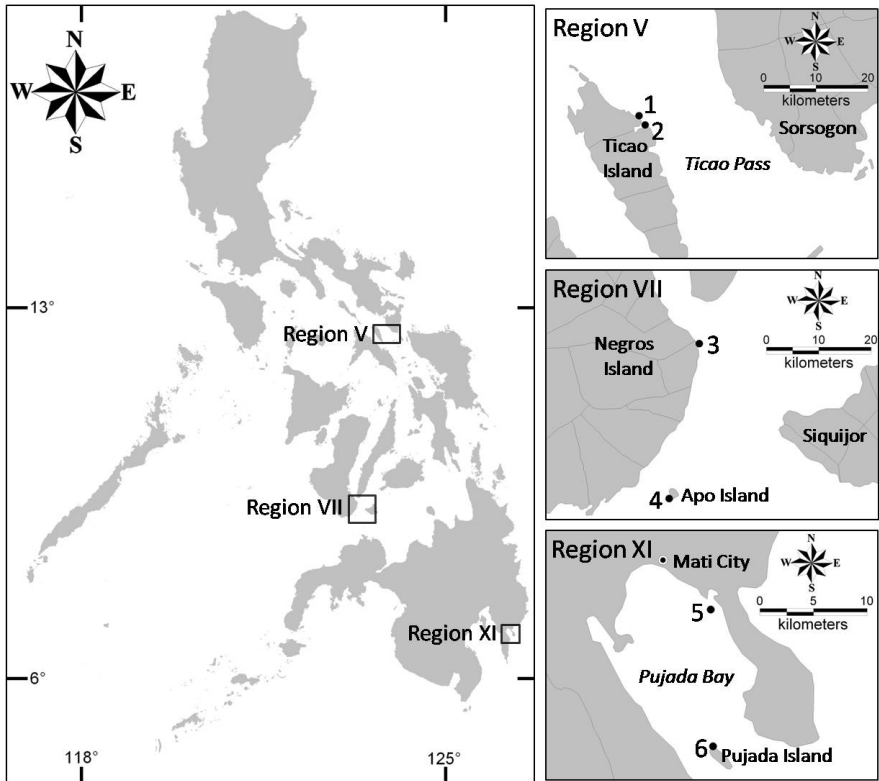 N
W E
S
13°
Region V
Region VII
Region XI
6°
118° 125°
Region V
N
W E
S
0 10 20
kilometers
1
2
Ticao
Island
Ticao Pass
Sorsogon
Region VII
N
W E
S
0 10 20
kilometers
Negros
Island
3
Siquijor
4
Apo Island
Region XI
N
W E
S
0 5 10
kilometers
Mati City
5
Pujada Bay
6
Pujada Island